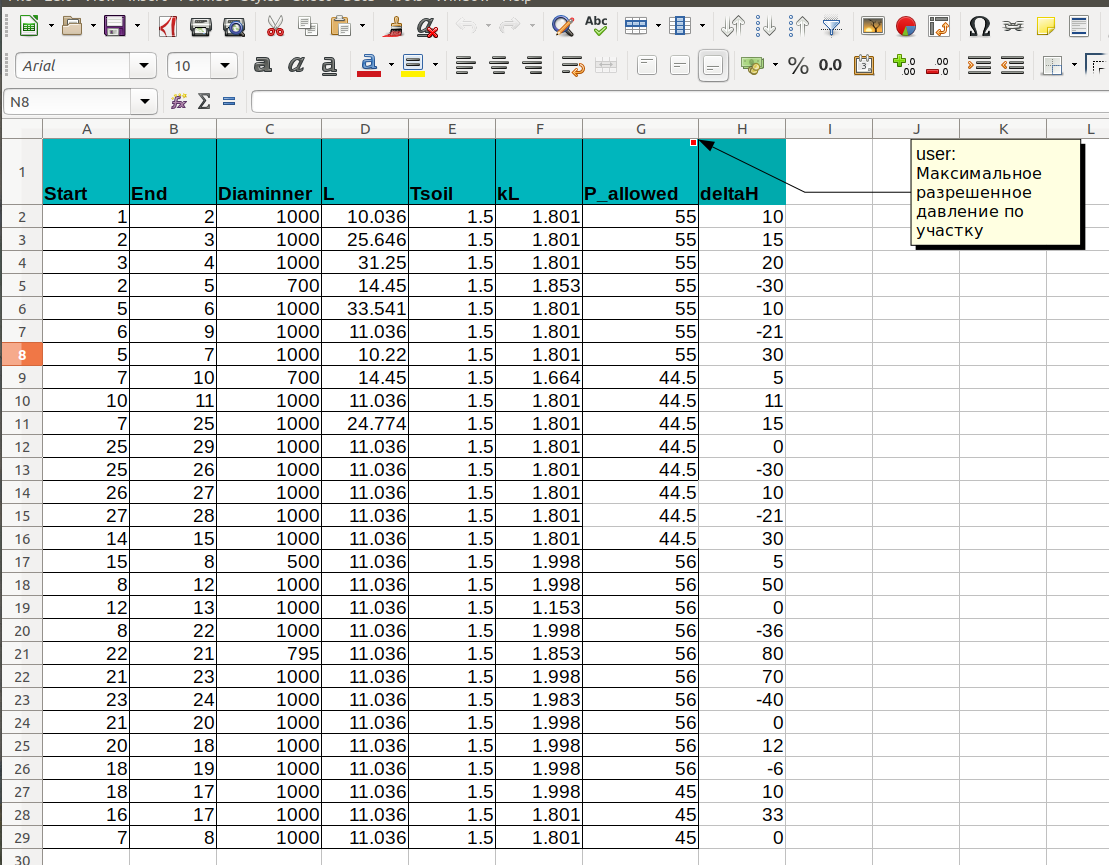 Arial 10 a a a a % 0.0
N8 fx Σ =
A B C D E F G H I J K L
1 Start End Diaminner L Tsoil kL P_allowed deltaH
user:
Максимальное
разрешенное
давление по
участку
2 1 2 1000 10.036 1.5 1.801 55 10
3 2 3 1000 25.646 1.5 1.801 55 15
4 3 4 1000 31.25 1.5 1.801 55 20
5 2 5 700 14.45 1.5 1.853 55 -30
6 5 6 1000 33.541 1.5 1.801 55 10
7 6 9 1000 11.036 1.5 1.801 55 -21
8 5 7 1000 10.22 1.5 1.801 55 30
9 7 10 700 14.45 1.5 1.664 44.5 5
10 10 11 1000 11.036 1.5 1.801 44.5 11
11 7 25 1000 24.774 1.5 1.801 44.5 15
12 25 29 1000 11.036 1.5 1.801 44.5 0
13 25 26 1000 11.036 1.5 1.801 44.5 -30
14 26 27 1000 11.036 1.5 1.801 44.5 10
15 27 28 1000 11.036 1.5 1.801 44.5 -21
16 14 15 1000 11.036 1.5 1.801 44.5 30
17 15 8 500 11.036 1.5 1.998 56 5
18 8 12 1000 11.036 1.5 1.998 56 50
19 12 13 1000 11.036 1.5 1.153 56 0
20 8 22 1000 11.036 1.5 1.998 56 -36
21 22 21 795 11.036 1.5 1.853 56 80
22 21 23 1000 11.036 1.5 1.998 56 70
23 23 24 1000 11.036 1.5 1.983 56 -40
24 21 20 1000 11.036 1.5 1.998 56 0
25 20 18 1000 11.036 1.5 1.998 56 12
26 18 19 1000 11.036 1.5 1.998 56 -6
27 18 17 1000 11.036 1.5 1.998 45 10
28 16 17 1000 11.036 1.5 1.801 45 33
29 7 8 1000 11.036 1.5 1.801 45 0
30